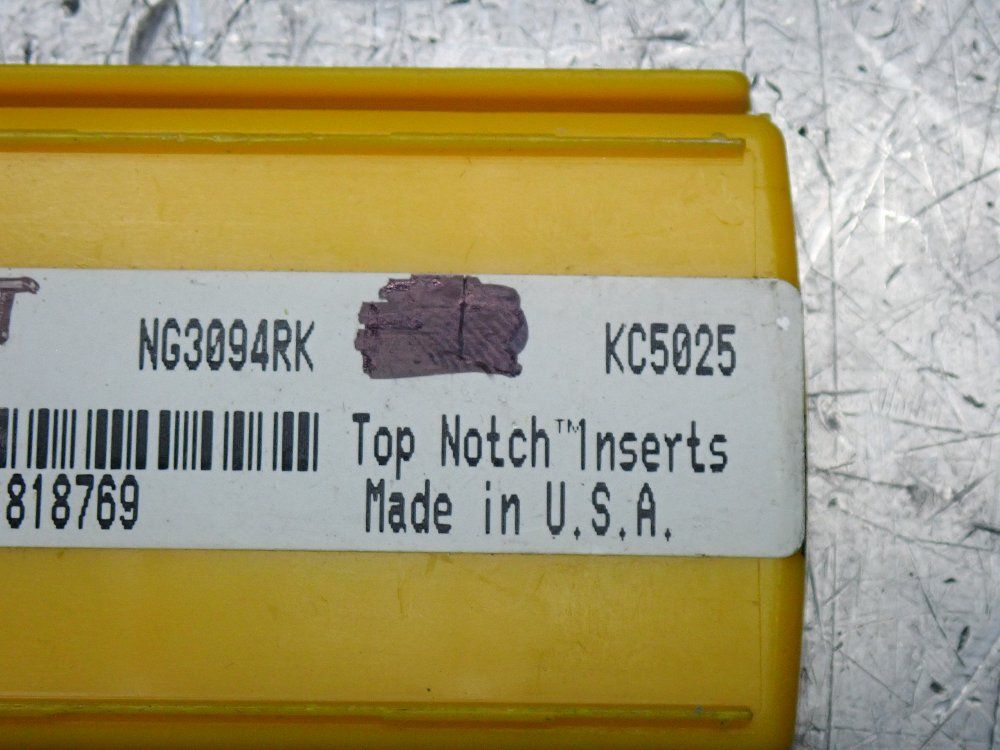 NG3094RK KC5025
Top Notch™ Inserts
818769 Made in U.S.A.